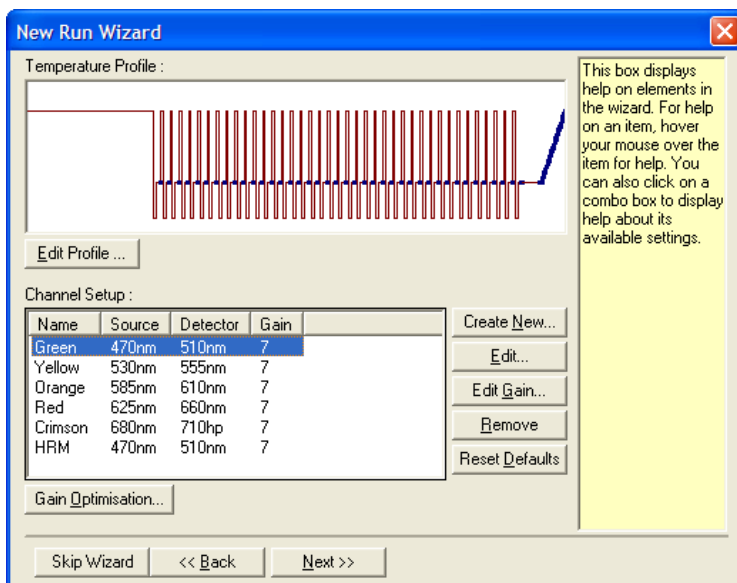 New Run Wizard
Temperature Profile :
Edit Profile ...
Channel Setup :
Name Source Detector Gain
Green 470nm 510nm 7
Yellow 530nm 555nm 7
Orange 585nm 610nm 7
Red 625nm 660nm 7
Crimson 680nm 710hp 7
HRM 470nm 510nm 7
Create New...
Edit...
Edit Gain...
Remove
Reset Defaults
Gain Optimisation...
Skip Wizard << Back Next >>
This box displays
help on elements in
the wizard. For help
on an item, hover
your mouse over the
item for help. You
can also click on a
combo box to display
help about its
available settings.